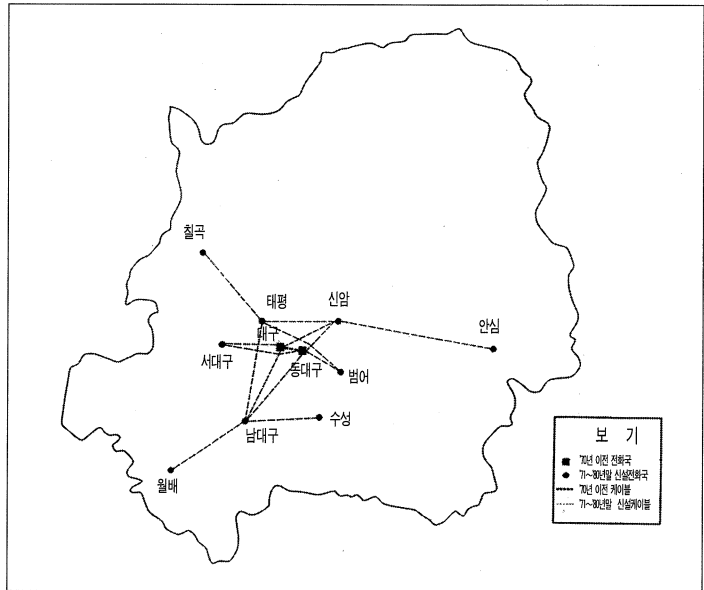 칠곡
태평
신암
대구
안심
서대구
동대구
범어
수성
남대구
월배
보 기
'70년 이전 전화국
'71~'80년말 신설전화국
'70년 이전 케이블
'71~'80년말 신설케이블